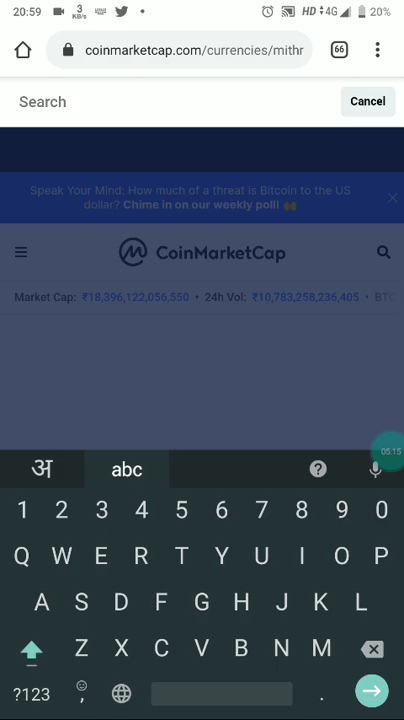 20:59 3 KB/s HD 4G 20%
coinmarketcap.com/currencies/mithr 66
Search Cancel
Speak Your Mind: How much of a threat is Bitcoin to the US
dollar? Chime in on our weekly poll! 🙌
CoinMarketCap
Market Cap: ₹18,396,122,056,550 • 24h Vol: ₹10,783,258,236,405 • BTC
05:15
अ abc
1 2 3 4 5 6 7 8 9 0
Q W E R T Y U I O P
A S D F G H J K L
Z X C V B N M
?123 , .